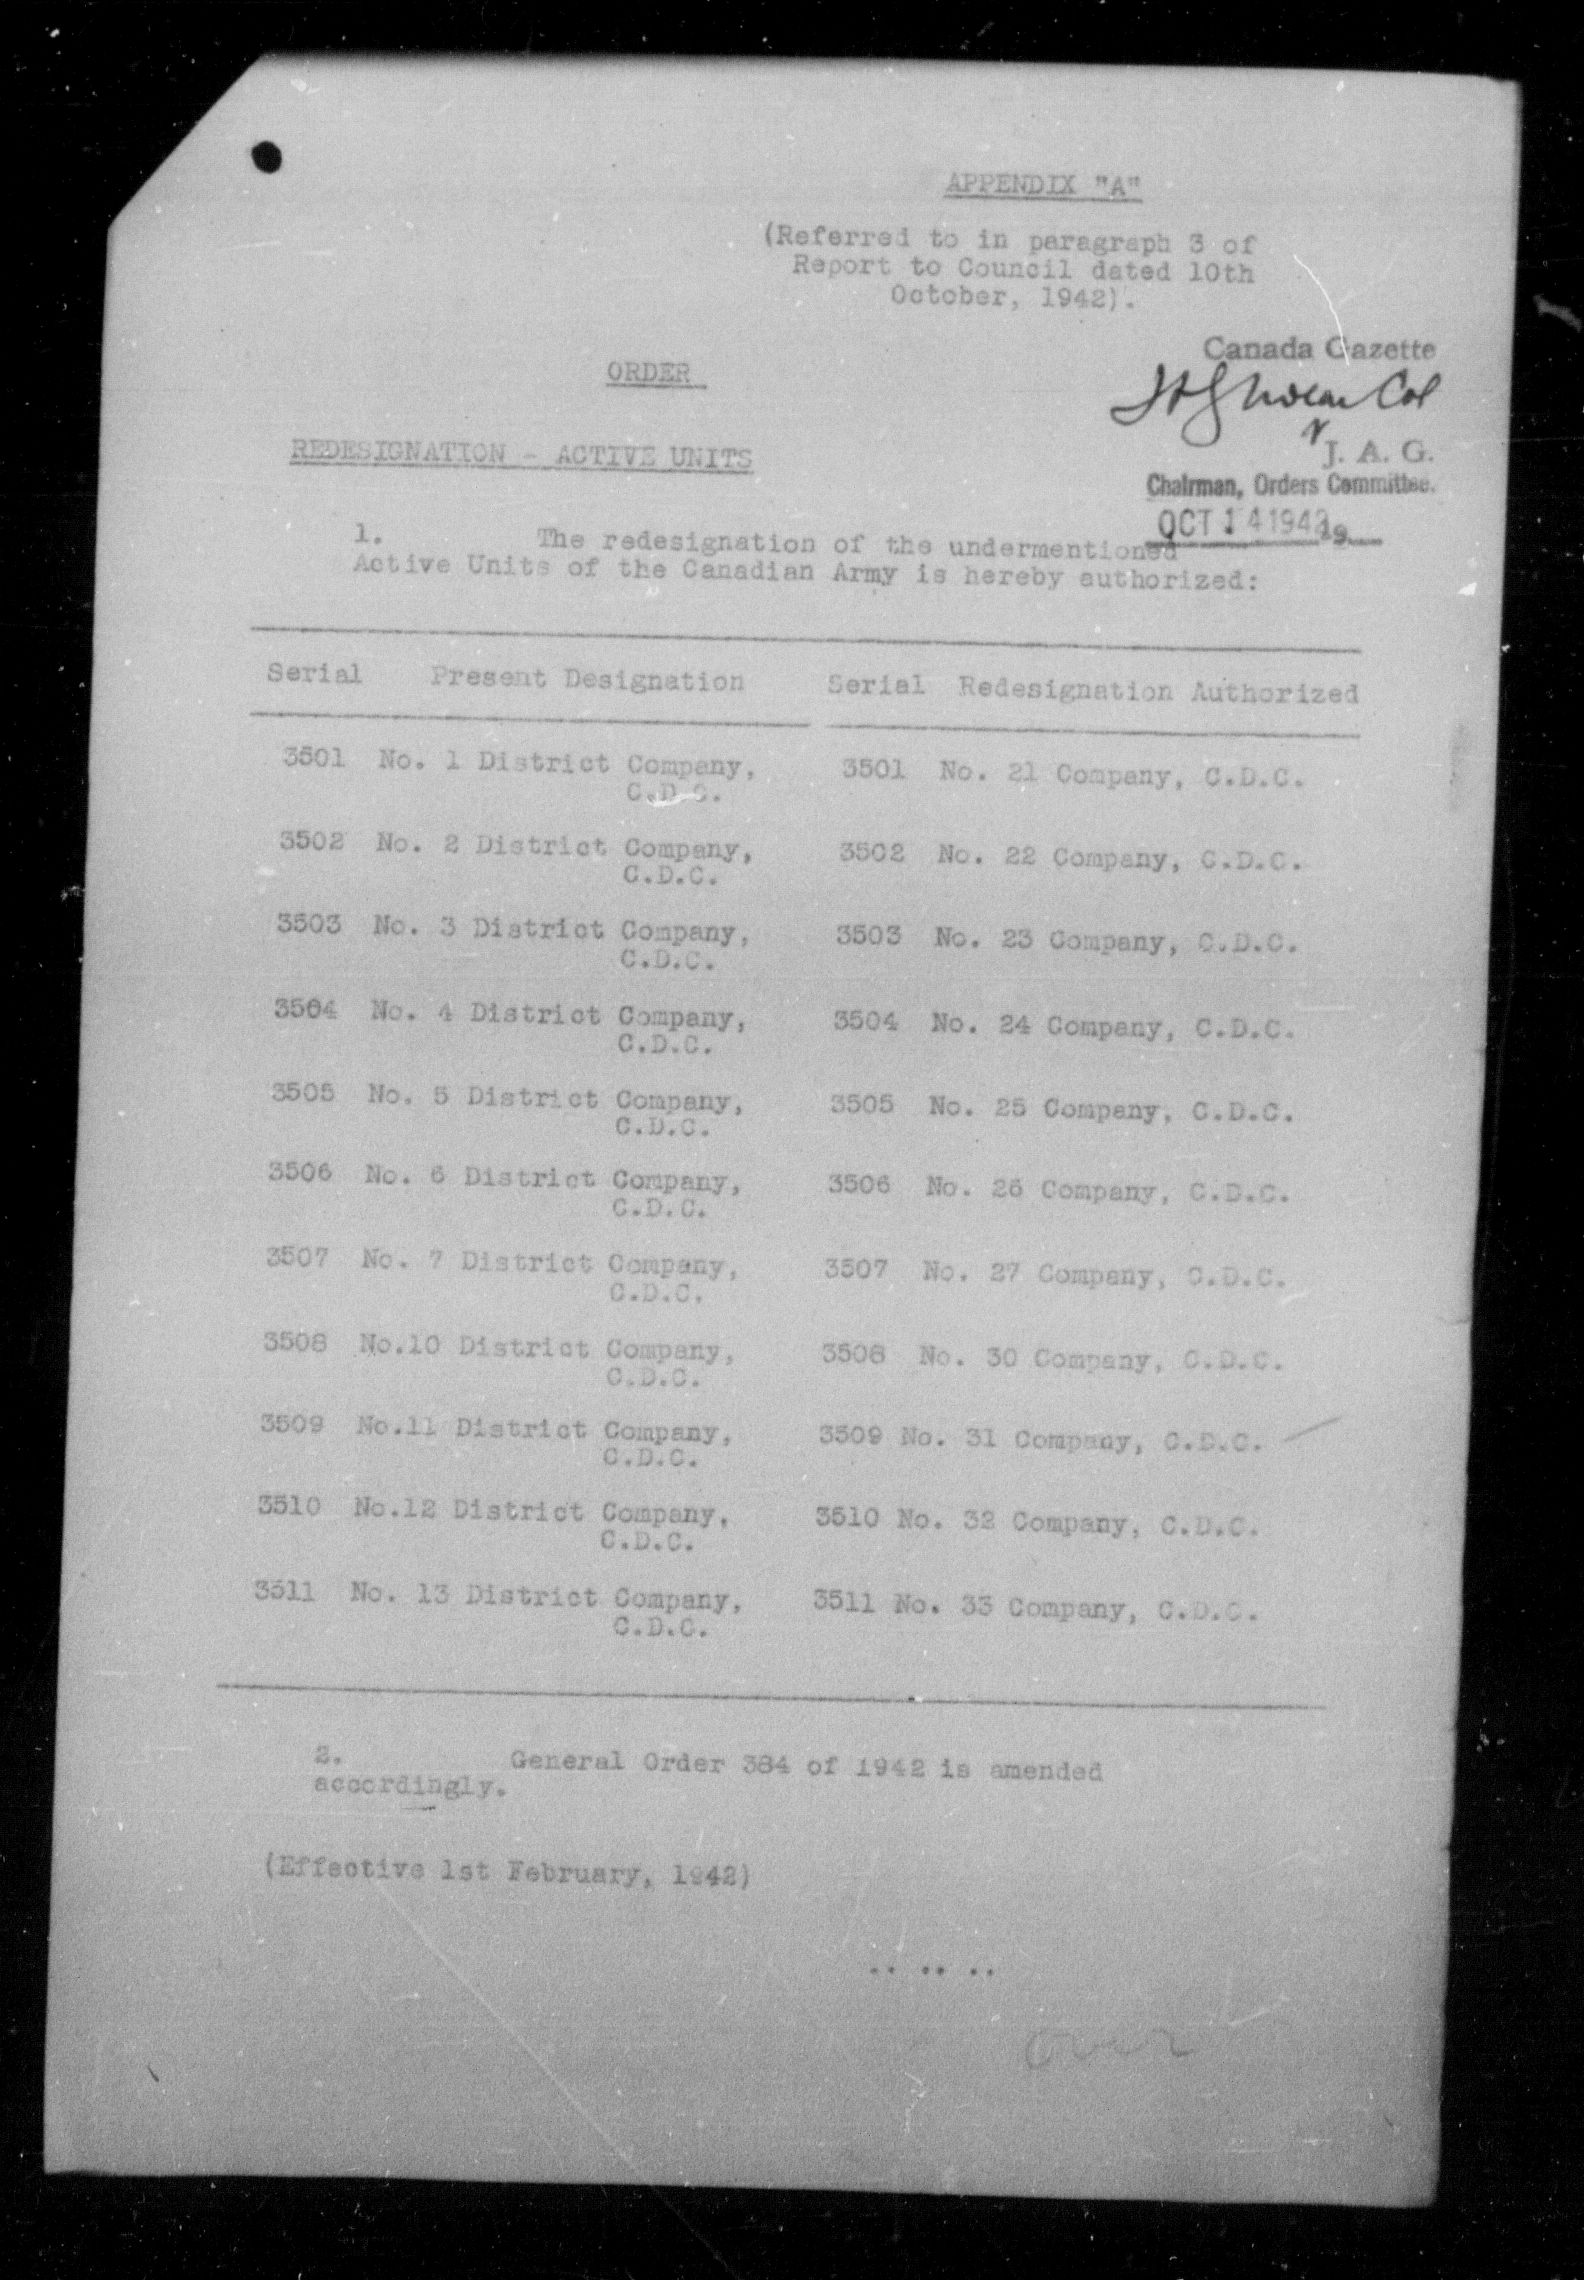 APPENDIX "A"
(Referred to in paragraph 3 of
Report to Council dated 10th
October, 1942).
Canada Gazette
ORDER
Col
J. A. G.
Chairman, Orders Committee.
OCT 14 1942 19
REDESIGNATION - ACTIVE UNITS
1. The redesignation of the undermentioned
Active Units of the Canadian Army is hereby authorized:
Serial Present Designation Serial Redesignation Authorized
3501 No. 1 District Company, 3501 No. 21 Company, C.D.C.
C.D.C.
3502 No. 2 District Company, 3502 No. 22 Company, C.D.C.
C.D.C.
3503 No. 3 District Company, 3503 No. 23 Company, C.D.C.
C.D.C.
3504 No. 4 District Company, 3504 No. 24 Company, C.D.C.
C.D.C.
3505 No. 5 District Company, 3505 No. 25 Company, C.D.C.
C.D.C.
3506 No. 6 District Company, 3506 No. 26 Company, C.D.C.
C.D.C.
3507 No. 7 District Company, 3507 No. 27 Company, C.D.C.
C.D.C.
3508 No.10 District Company, 3508 No. 30 Company, C.D.C.
C.D.C.
3509 No.11 District Company, 3509 No. 31 Company, C.D.C.
C.D.C.
3510 No.12 District Company, 3510 No. 32 Company, C.D.C.
C.D.C.
3511 No. 13 District Company, 3511 No. 33 Company, C.D.C.
C.D.C.
2. General Order 384 of 1942 is amended
accordingly.
(Effective 1st February, 1942)
.. .. ..
over